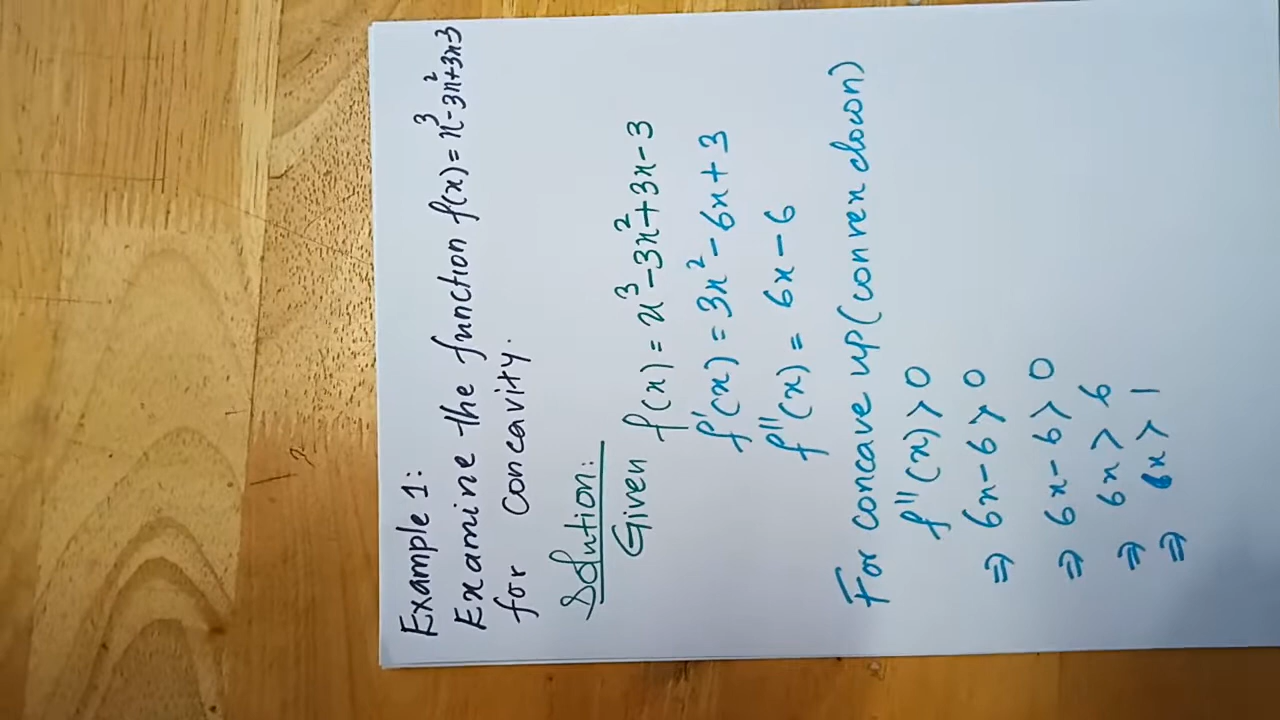 Example 1:
Examine the function f(x) = x³-3x²+3x-3
for concavity.
Solution:
Given f(x) = x³-3x²+3x-3
f'(x) = 3x²-6x+3
f''(x) = 6x-6
For concave up (convex down)
f''(x) > 0
⇒ 6x-6 > 0
⇒ 6x-6 > 0
⇒ 6x > 6
⇒ 6x > 1